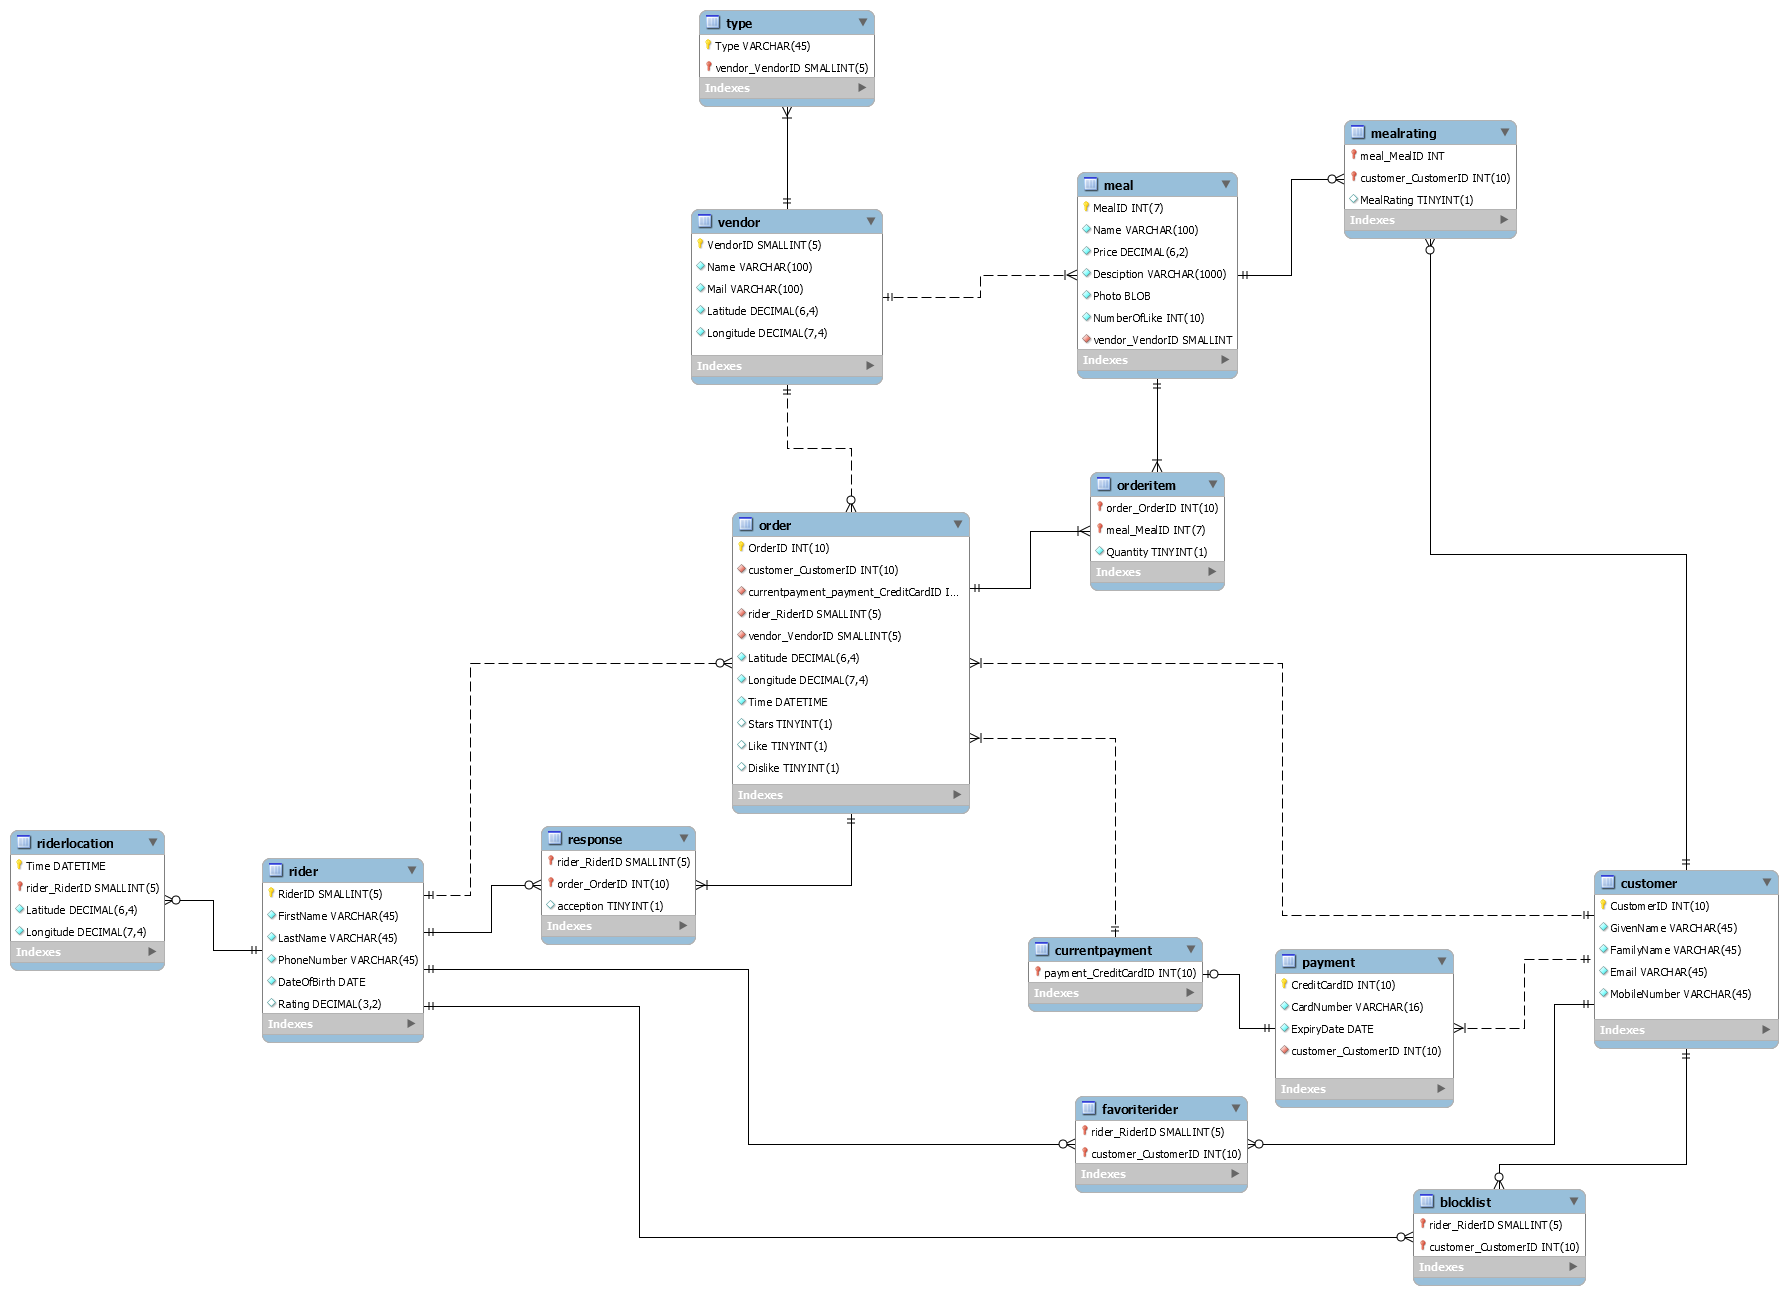 type
Type VARCHAR(45)
vendor_VendorID SMALLINT(5)
Indexes
mealrating
meal_MealID INT
customer_CustomerID INT(10)
MealRating TINYINT(1)
Indexes
meal
MealID INT(7)
Name VARCHAR(100)
Price DECIMAL(6,2)
Desciption VARCHAR(1000)
Photo BLOB
NumberOfLike INT(10)
vendor_VendorID SMALLINT
Indexes
vendor
VendorID SMALLINT(5)
Name VARCHAR(100)
Mail VARCHAR(100)
Latitude DECIMAL(6,4)
Longitude DECIMAL(7,4)
Indexes
orderitem
order_OrderID INT(10)
meal_MealID INT(7)
Quantity TINYINT(1)
Indexes
order
OrderID INT(10)
customer_CustomerID INT(10)
currentpayment_payment_CreditCardID I...
rider_RiderID SMALLINT(5)
vendor_VendorID SMALLINT(5)
Latitude DECIMAL(6,4)
Longitude DECIMAL(7,4)
Time DATETIME
Stars TINYINT(1)
Like TINYINT(1)
Dislike TINYINT(1)
Indexes
riderlocation
Time DATETIME
rider_RiderID SMALLINT(5)
Latitude DECIMAL(6,4)
Longitude DECIMAL(7,4)
Indexes
rider
RiderID SMALLINT(5)
FirstName VARCHAR(45)
LastName VARCHAR(45)
PhoneNumber VARCHAR(45)
DateOfBirth DATE
Rating DECIMAL(3,2)
Indexes
response
rider_RiderID SMALLINT(5)
order_OrderID INT(10)
acception TINYINT(1)
Indexes
currentpayment
payment_CreditCardID INT(10)
Indexes
payment
CreditCardID INT(10)
CardNumber VARCHAR(16)
ExpiryDate DATE
customer_CustomerID INT(10)
Indexes
customer
CustomerID INT(10)
GivenName VARCHAR(45)
FamilyName VARCHAR(45)
Email VARCHAR(45)
MobileNumber VARCHAR(45)
Indexes
favoriterider
rider_RiderID SMALLINT(5)
customer_CustomerID INT(10)
Indexes
blocklist
rider_RiderID SMALLINT(5)
customer_CustomerID INT(10)
Indexes